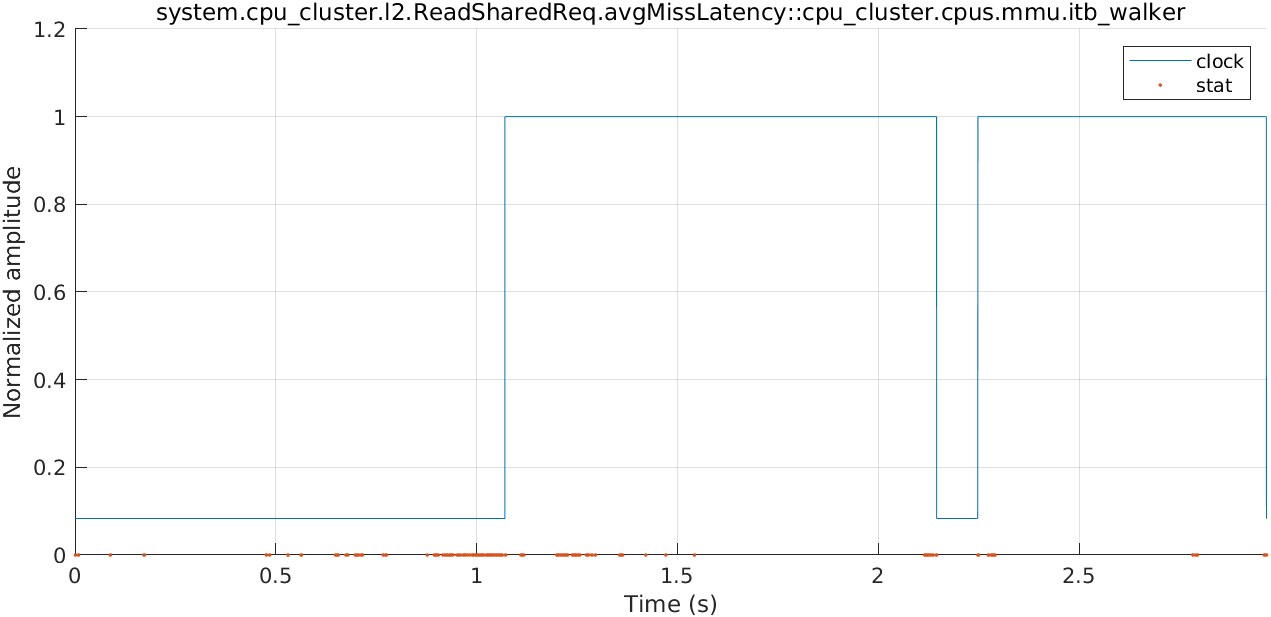 system.cpu_cluster.l2.ReadSharedReq.avgMissLatency::cpu_cluster.cpus.mmu.itb_walker
1.2
1
0.8
0.6
0.4
0.2
0
Normalized amplitude
clock
stat
0 0.5 1 1.5 2 2.5
Time (s)